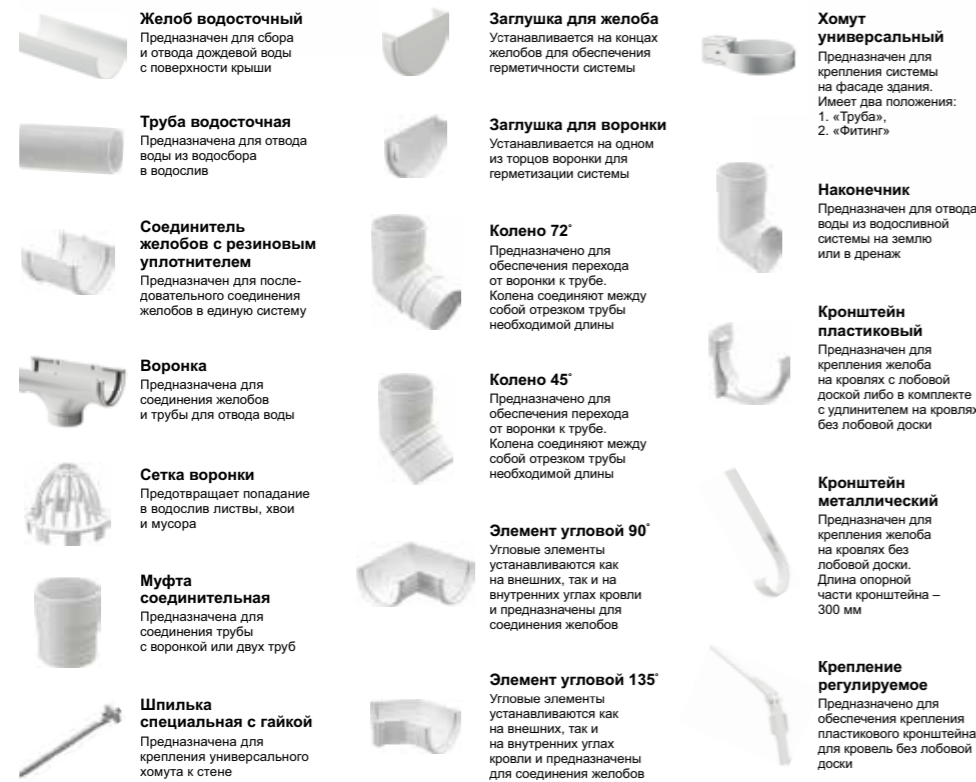 Желоб водосточный
Предназначен для сбора
и отвода дождевой воды
с поверхности крыши
Труба водосточная
Предназначена для отвода
воды из водосбора
в водослив
Соединитель
желобов с резиновым
уплотнителем
Предназначен для после-
довательного соединения
желобов в единую систему
Воронка
Предназначена для
соединения желобов
и трубы для отвода воды
Сетка воронки
Предотвращает попадание
в водослив листвы, хвои
и мусора
Муфта
соединительная
Предназначена для
соединения трубы
с воронкой или двух труб
Шпилька
специальная с гайкой
Предназначена для
крепления универсального
хомута к стене
Заглушка для желоба
Устанавливается на концах
желобов для обеспечения
герметичности системы
Заглушка для воронки
Устанавливается на одном
из торцов воронки для
герметизации системы
Колено 72°
Предназначено для
обеспечения перехода
от воронки к трубе.
Колена соединяют между
собой отрезком трубы
необходимой длины
Колено 45°
Предназначено для
обеспечения перехода
от воронки к трубе.
Колена соединяют между
собой отрезком трубы
необходимой длины
Элемент угловой 90°
Угловые элементы
устанавливаются как
на внешних, так и на
внутренних углах кровли
и предназначены для
соединения желобов
Элемент угловой 135°
Угловые элементы
устанавливаются как
на внешних, так и
на внутренних углах
кровли и предназначены
для соединения желобов
Хомут
универсальный
Предназначен для
крепления системы
на фасаде здания.
Имеет два положения:
1. «Труба»,
2. «Фитинг»
Наконечник
Предназначен для отвода
воды из водосливной
системы на землю
или в дренаж
Кронштейн
пластиковый
Предназначен для
крепления желоба
на кровлях с лобовой
доской либо в комплекте
с удлинителем на кровлях
без лобовой доски
Кронштейн
металлический
Предназначен для
крепления желоба
на кровлях без
лобовой доски.
Длина опорной
части кронштейна –
300 мм
Крепление
регулируемое
Предназначено для
обеспечения крепления
пластикового кронштейна
для кровель без лобовой
доски